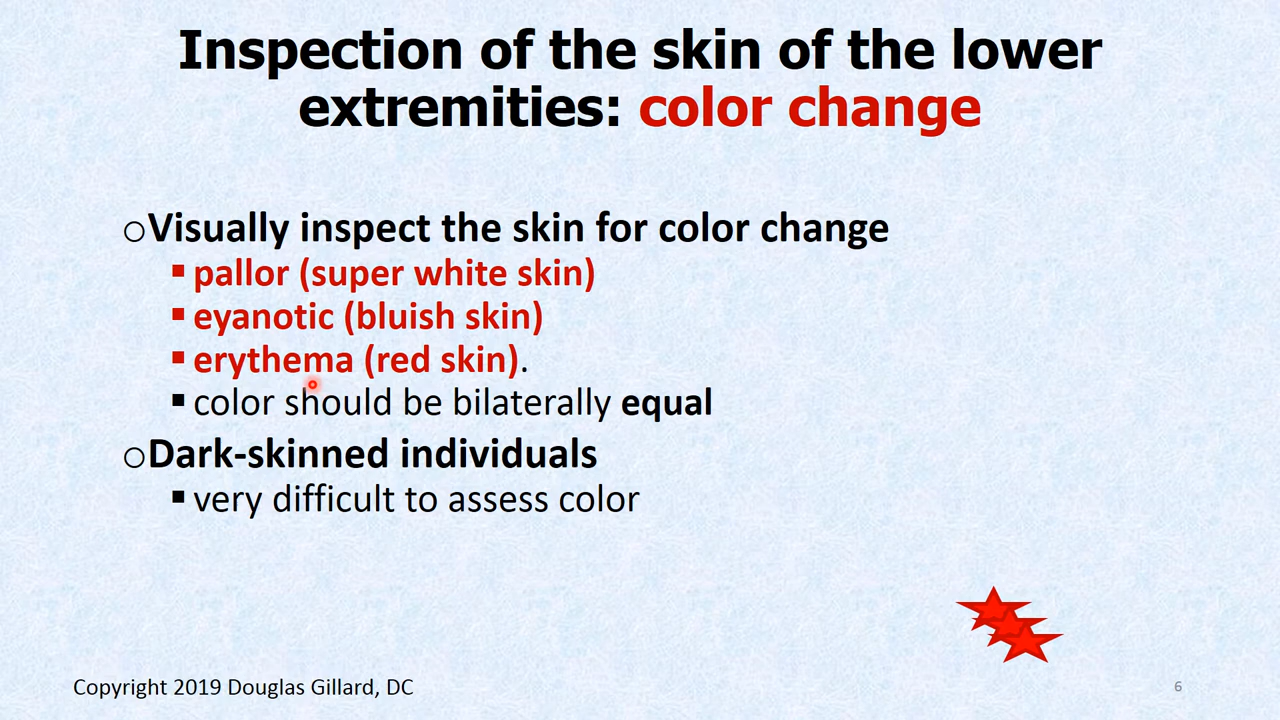 Inspection of the skin of the lower
extremities: color change
oVisually inspect the skin for color change
▪pallor (super white skin)
▪eyanotic (bluish skin)
▪erythema (red skin).
▪color should be bilaterally equal
oDark-skinned individuals
▪very difficult to assess color
Copyright 2019 Douglas Gillard, DC
6